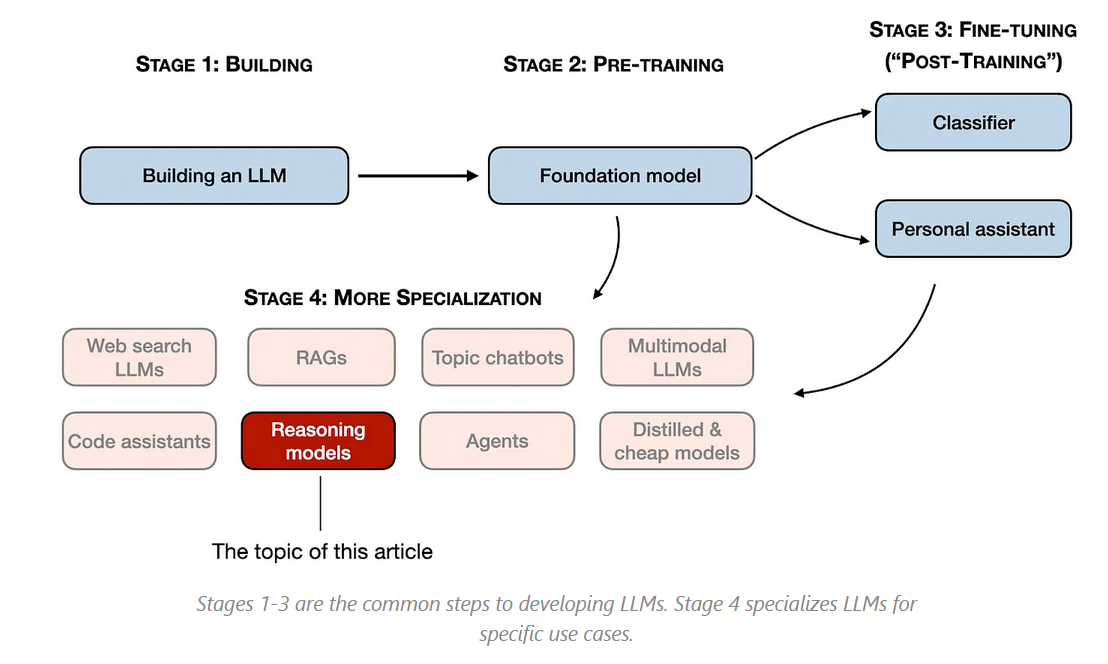 STAGE 1: BUILDING
STAGE 2: PRE-TRAINING
STAGE 3: FINE-TUNING
(“POST-TRAINING”)
Building an LLM
Foundation model
Classifier
Personal assistant
STAGE 4: MORE SPECIALIZATION
Web search
LLMs
RAGs
Topic chatbots
Multimodal
LLMs
Code assistants
Reasoning
models
Agents
Distilled &
cheap models
The topic of this article
Stages 1-3 are the common steps to developing LLMs. Stage 4 specializes LLMs for
specific use cases.